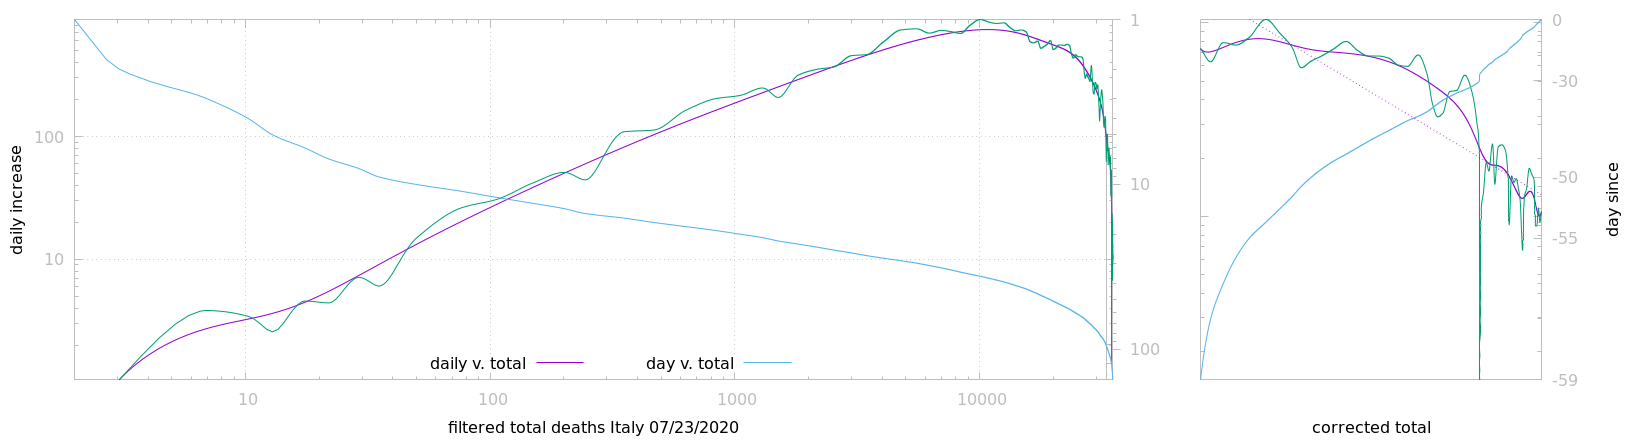 daily increase
100
10
10
100
1000
10000
daily v. total
day v. total
filtered total deaths Italy 07/23/2020
1
10
100
0
-30
-50
-55
-59
day since
corrected total